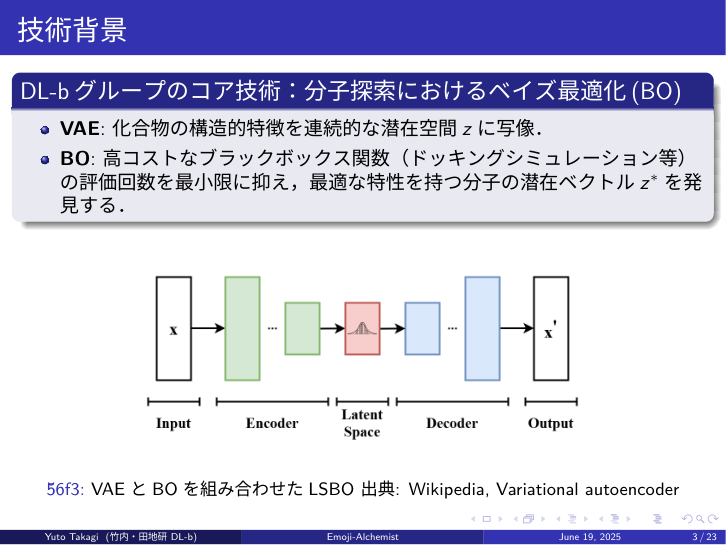 技術背景
DL-b グループのコア技術：分子探索におけるベイズ最適化 (BO)
VAE: 化合物の構造的特徴を連続的な潜在空間 z に写像．
BO: 高コストなブラックボックス関数（ドッキングシミュレーション等）
の評価回数を最小限に抑え，最適な特性を持つ分子の潜在ベクトル z* を発
見する．
x ... ... x'
Input Encoder Latent Space Decoder Output
56f3: VAE と BO を組み合わせた LSBO 出典: Wikipedia, Variational autoencoder
Yuto Takagi (竹内・田地研 DL-b) Emoji-Alchemist June 19, 2025 3 / 23